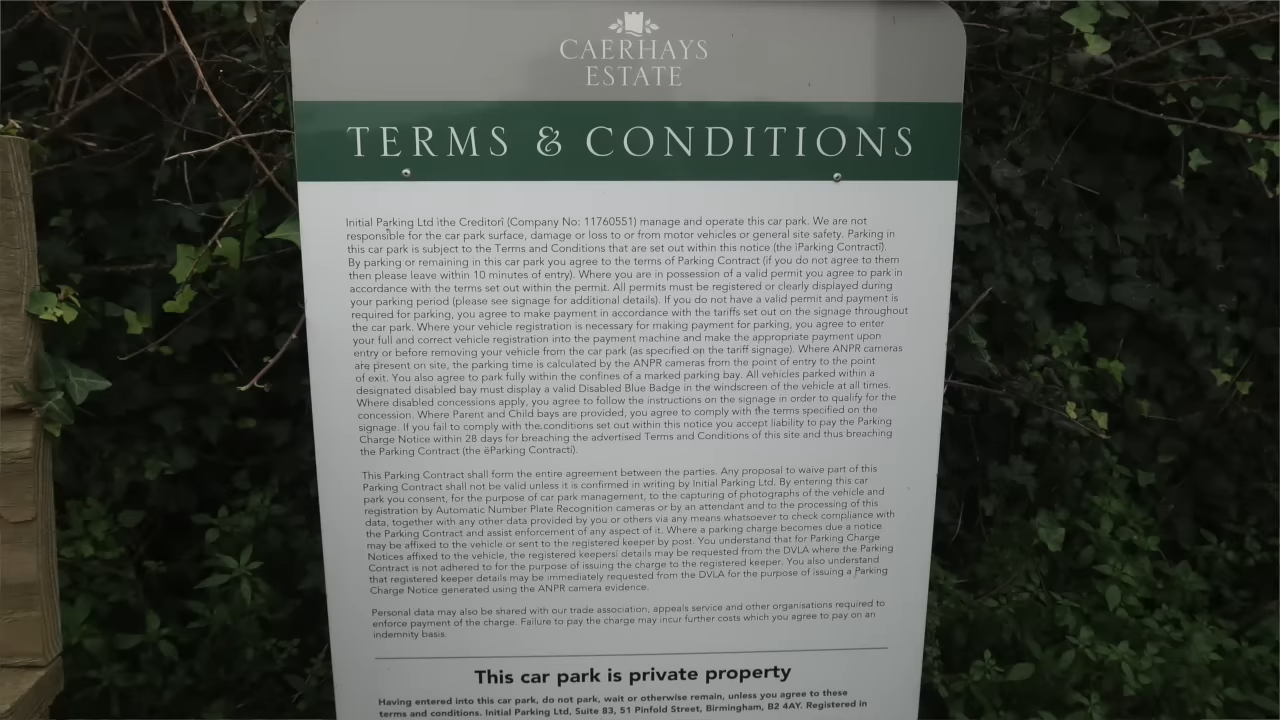 CAERHAYS
ESTATE
TERMS & CONDITIONS
Initial Parking Ltd ìthe Creditorî (Company No: 11760551) manage and operate this car park. We are not
responsible for the car park surface, damage or loss to or from motor vehicles or general site safety. Parking in
this car park is subject to the Terms and Conditions that are set out within this notice (the ìParking Contractî).
By parking or remaining in this car park you agree to the terms of Parking Contract (if you do not agree to them
then please leave within 10 minutes of entry). Where you are in possession of a valid permit you agree to park in
accordance with the terms set out within the permit. All permits must be registered or clearly displayed during
your parking period (please see signage for additional details). If you do not have a valid permit and payment is
required for parking, you agree to make payment in accordance with the tariffs set out on the signage throughout
the car park. Where your vehicle registration is necessary for making payment for parking, you agree to enter
your full and correct vehicle registration into the payment machine and make the appropriate payment upon
entry or before removing your vehicle from the car park (as specified on the tariff signage). Where ANPR cameras
are present on site, the parking time is calculated by the ANPR cameras from the point of entry to the point
of exit. You also agree to park fully within the confines of a marked parking bay. All vehicles parked within a
designated disabled bay must display a valid Disabled Blue Badge in the windscreen of the vehicle at all times.
Where disabled concessions apply, you agree to follow the instructions on the signage in order to qualify for the
concession. Where Parent and Child bays are provided, you agree to comply with the terms specified on the
signage. If you fail to comply with the conditions set out within this notice you accept liability to pay the Parking
Charge Notice within 28 days for breaching the advertised Terms and Conditions of this site and thus breaching
the Parking Contract (the ëParking Contractí).
This Parking Contract shall form the entire agreement between the parties. Any proposal to waive part of this
Parking Contract shall not be valid unless it is confirmed in writing by Initial Parking Ltd. By entering this car
park you consent, for the purpose of car park management, to the capturing of photographs of the vehicle and
registration by Automatic Number Plate Recognition cameras or by an attendant and to the processing of this
data, together with any other data provided by you or others via any means whatsoever to check compliance with
the Parking Contract and assist enforcement of any aspect of it. Where a parking charge becomes due a notice
may be affixed to the vehicle or sent to the registered keeper by post. You understand that for Parking Charge
Notices affixed to the vehicle, the registered keepersí details may be requested from the DVLA where the Parking
Contract is not adhered to for the purpose of issuing the charge to the registered keeper. You also understand
that registered keeper details may be immediately requested from the DVLA for the purpose of issuing a Parking
Charge Notice generated using the ANPR camera evidence.
Personal data may also be shared with our trade association, appeals service and other organisations required to
enforce payment of the charge. Failure to pay the charge may incur further costs which you agree to pay on an
indemnity basis.
This car park is private property
Having entered into this car park, do not park, wait or otherwise remain, unless you agree to these
terms and conditions. Initial Parking Ltd, Suite 83, 51 Pinfold Street, Birmingham, B2 4AY. Registered in